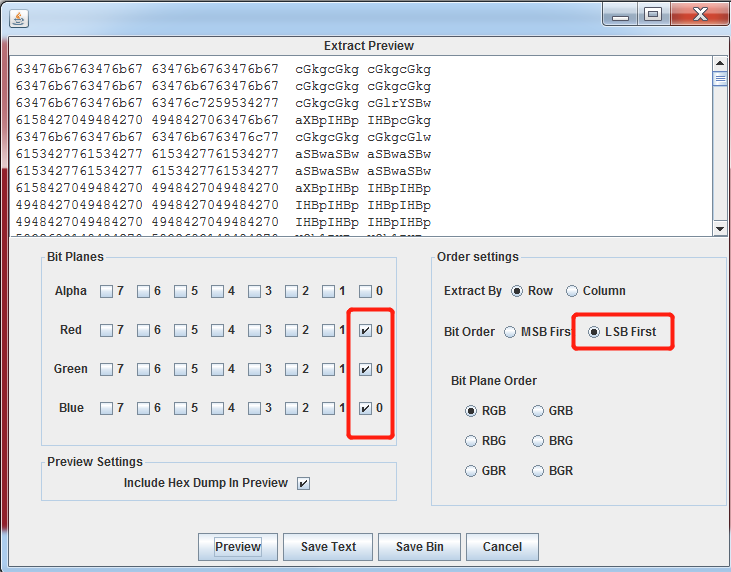 Extract Preview
63476b6763476b67 63476b6763476b67 cGkgcGkg cGkgcGkg
63476b6763476b67 63476b6763476b67 cGkgcGkg cGkgcGkg
63476b6763476b67 63476c7259534277 cGkgcGkg cGlrYSBw
6158427049484270 4948427063476b67 aXBpIHBp IHBpcGkg
63476b6763476b67 63476b6763476c77 cGkgcGkg cGkgcGlw
6153427761534277 6153427761534277 aSBwaSBw aSBwaSBw
6153427761534277 6153427761534277 aSBwaSBw aSBwaSBw
6158427049484270 4948427049484270 aXBpIHBp IHBpIHBp
4948427049484270 4948427049484270 IHBpIHBp IHBpIHBp
4948427049484270 4948427049484270 IHBpIHBp IHBpIHBp
Bit Planes
Alpha 7 6 5 4 3 2 1 0
Red 7 6 5 4 3 2 1 0
Green 7 6 5 4 3 2 1 0
Blue 7 6 5 4 3 2 1 0
Preview Settings
Include Hex Dump In Preview
Order settings
Extract By Row Column
Bit Order MSB Firs LSB First
Bit Plane Order
RGB GRB
RBG BRG
GBR BGR
Preview Save Text Save Bin Cancel